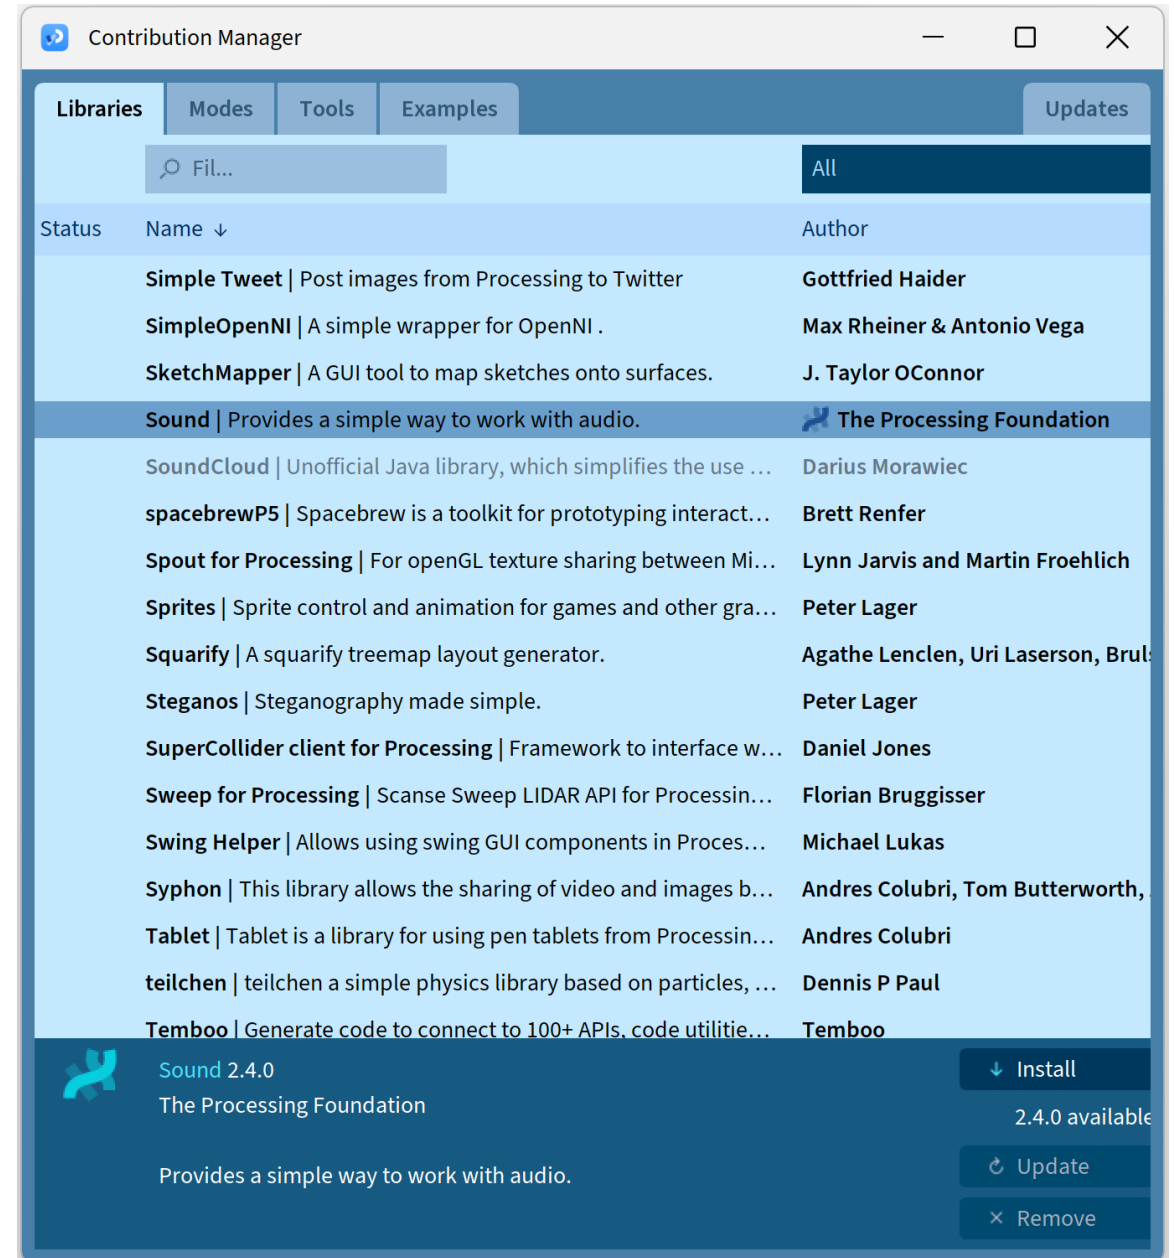 Contribution Manager
Libraries Modes Tools Examples Updates
Fil... All
Status Name ↓ Author
Simple Tweet | Post images from Processing to Twitter Gottfried Haider
SimpleOpenNI | A simple wrapper for OpenNI . Max Rheiner & Antonio Vega
SketchMapper | A GUI tool to map sketches onto surfaces. J. Taylor OConnor
Sound | Provides a simple way to work with audio. The Processing Foundation
SoundCloud | Unofficial Java library, which simplifies the use ... Darius Morawiec
spacebrewP5 | Spacebrew is a toolkit for prototyping interact... Brett Renfer
Spout for Processing | For openGL texture sharing between Mi... Lynn Jarvis and Martin Froehlich
Sprites | Sprite control and animation for games and other gra... Peter Lager
Squarify | A squarify treemap layout generator. Agathe Lenclen, Uri Laserson, Brul
Steganos | Steganography made simple. Peter Lager
SuperCollider client for Processing | Framework to interface w... Daniel Jones
Sweep for Processing | Scanse Sweep LIDAR API for Processin... Florian Bruggisser
Swing Helper | Allows using swing GUI components in Proces... Michael Lukas
Syphon | This library allows the sharing of video and images b... Andres Colubri, Tom Butterworth,
Tablet | Tablet is a library for using pen tablets from Processin... Andres Colubri
teilchen | teilchen a simple physics library based on particles, ... Dennis P Paul
Temboo | Generate code to connect to 100+ APIs, code utilitie... Temboo
Sound 2.4.0 ↓ Install
The Processing Foundation
2.4.0 available
Provides a simple way to work with audio. Update
× Remove